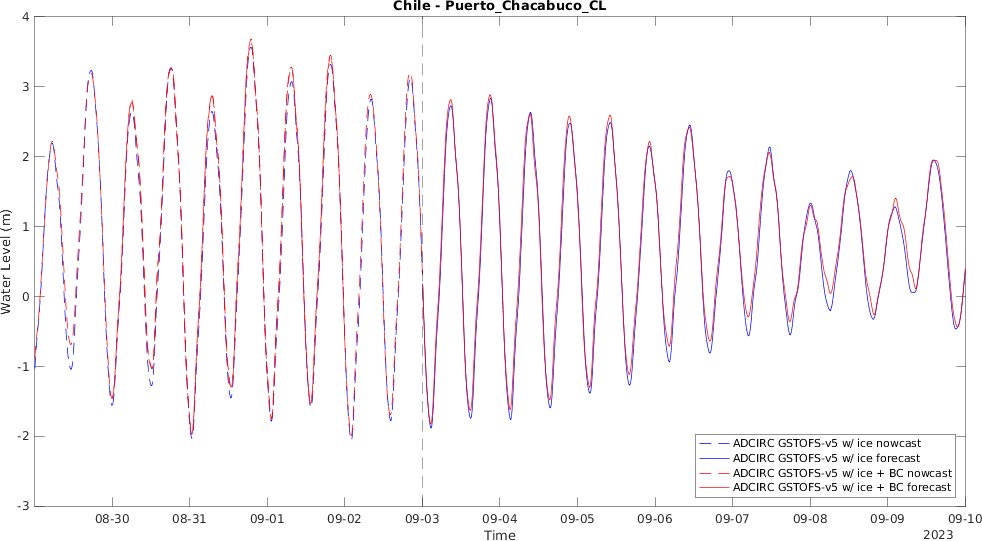 Chile - Puerto_Chacabuco_CL
4
3
2
1
0
-1
-2
-3
Water Level (m)
ADCIRC GSTOFS-v5 w/ ice nowcast
ADCIRC GSTOFS-v5 w/ ice forecast
ADCIRC GSTOFS-v5 w/ ice + BC nowcast
ADCIRC GSTOFS-v5 w/ ice + BC forecast
08-30 08-31 09-01 09-02 09-03 09-04 09-05 09-06 09-07 09-08 09-09 09-10
Time
2023